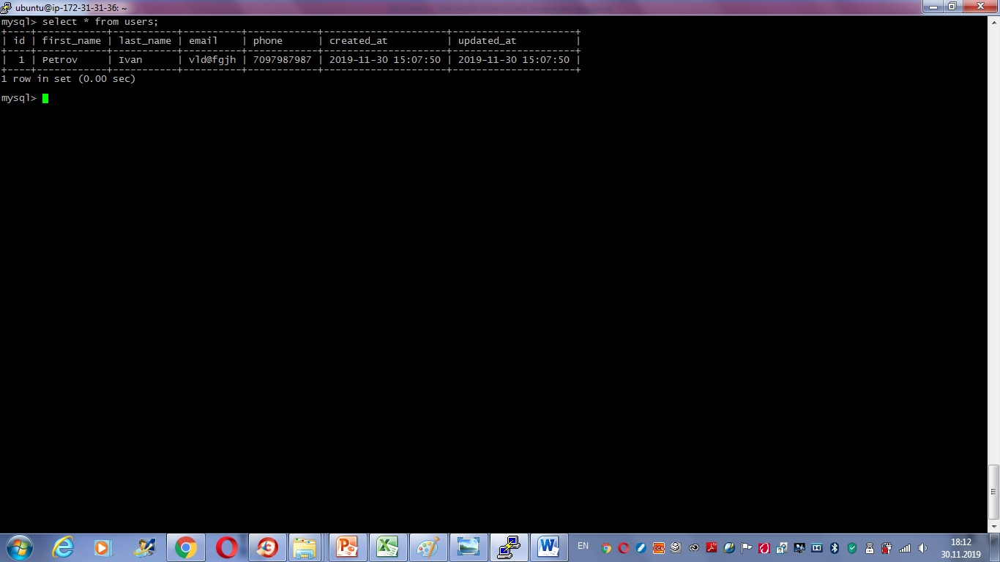 ubuntu@ip-172-31-31-36: ~
mysql> select * from users;
+----+------------+-----------+----------+------------+---------------------+---------------------+
| id | first_name | last_name | email    | phone      | created_at          | updated_at          |
+----+------------+-----------+----------+------------+---------------------+---------------------+
|  1 | Petrov     | Ivan      | vld@fgjh | 7097987987 | 2019-11-30 15:07:50 | 2019-11-30 15:07:50 |
+----+------------+-----------+----------+------------+---------------------+---------------------+
1 row in set (0.00 sec)
mysql>
EN
18:12
30.11.2019